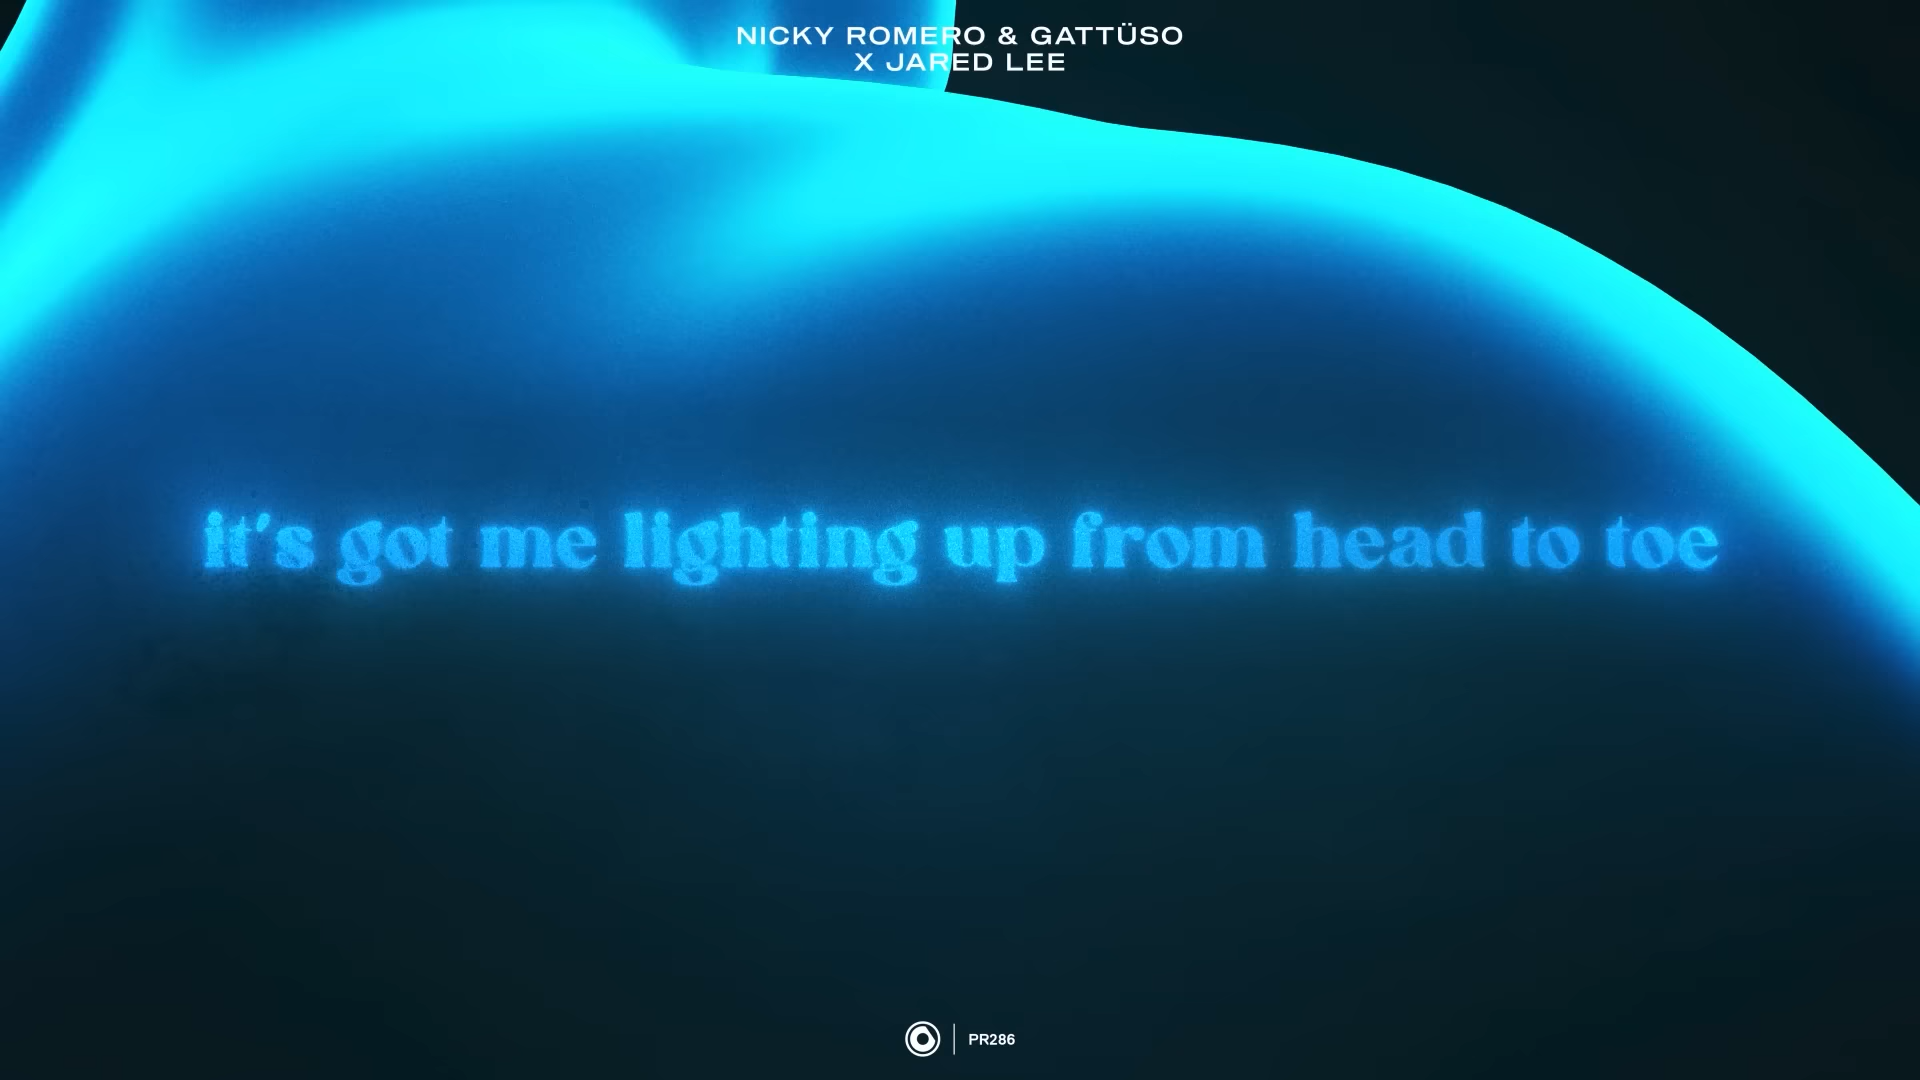 NICKY ROMERO & GATTÜSO
X JARED LEE
it's got me lighting up from head to toe
PR286